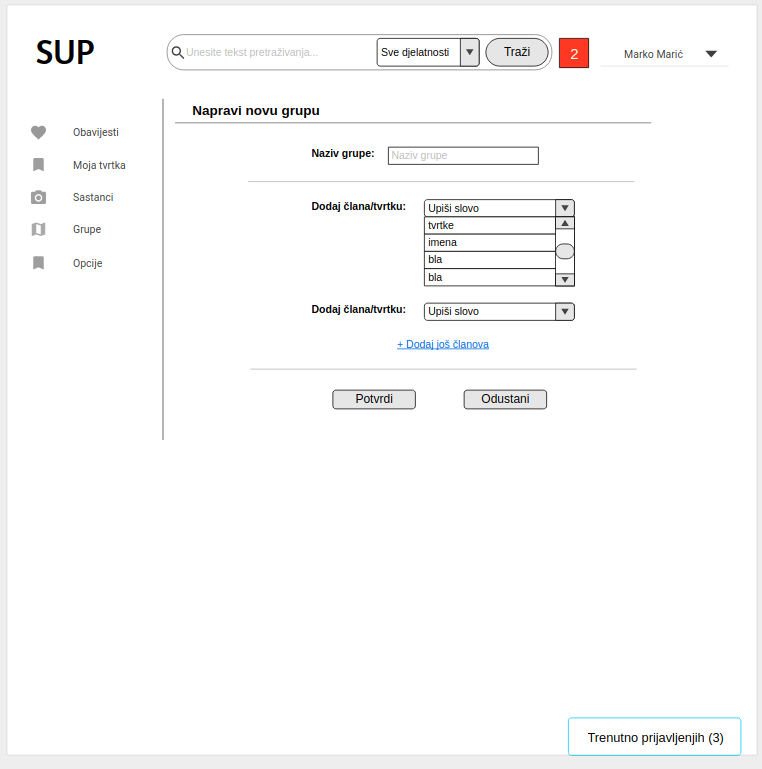 SUP
Unesite tekst pretraživanja...
Sve djelatnosti
Traži
2
Marko Marić
Napravi novu grupu
Obavijesti
Moja tvrtka
Sastanci
Grupe
Opcije
Naziv grupe:
Naziv grupe
Dodaj člana/tvrtku:
Upiši slovo
tvrtke
imena
bla
bla
Dodaj člana/tvrtku:
Upiši slovo
+ Dodaj još članova
Potvrdi
Odustani
Trenutno prijavljenjih (3)